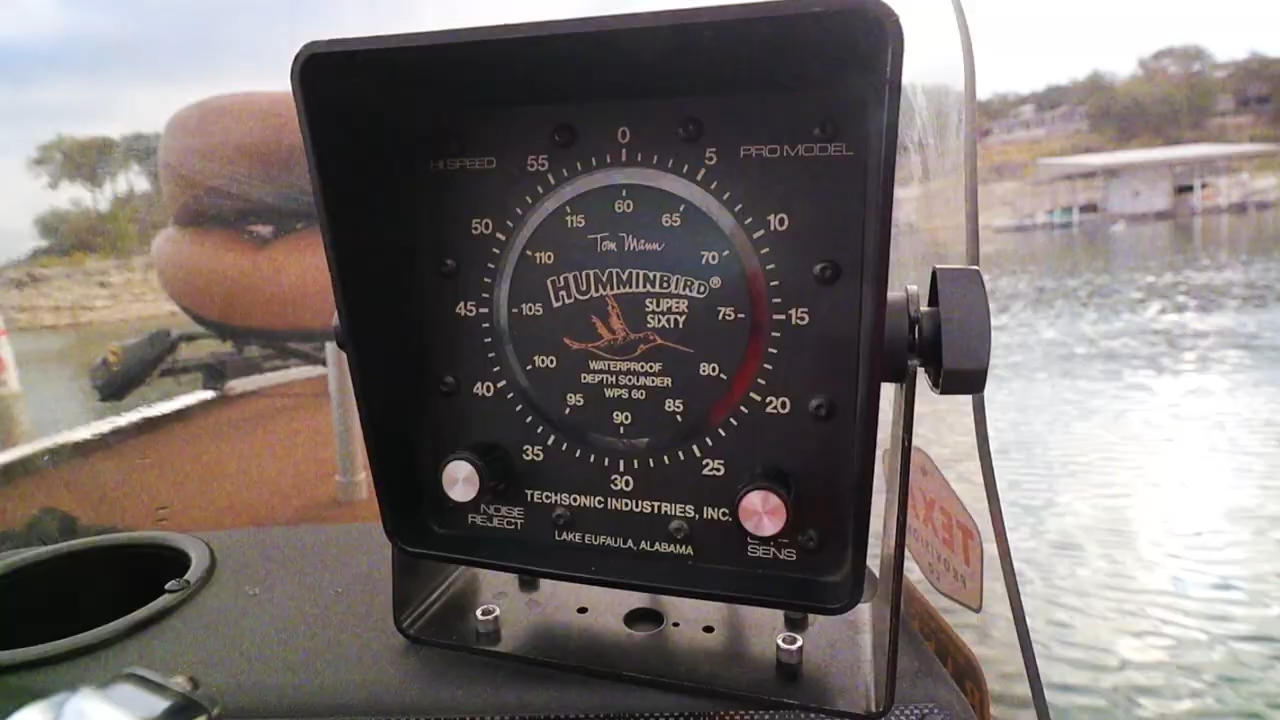 HI SPEED
PRO MODEL
0
5
10
15
20
25
30
35
40
45
50
55
60
65
70
75
80
85
90
95
100
105
110
115
Tom Mann
HUMMINBIRD®
SUPER
SIXTY
WATERPROOF
DEPTH SOUNDER
WPS 60
NOISE
REJECT
TECHSONIC INDUSTRIES, INC.
LAKE EUFAULA, ALABAMA
SENS